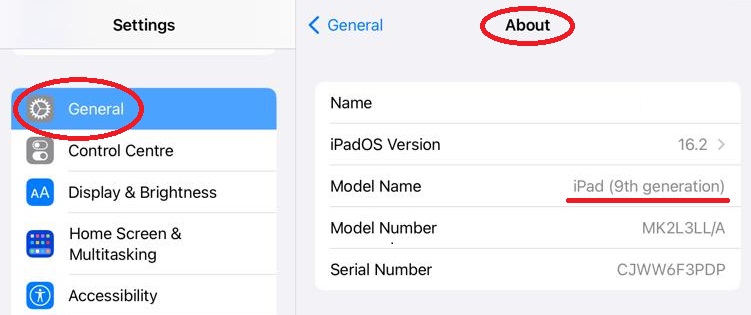 Settings
General
Control Centre
AA Display & Brightness
Home Screen &
Multitasking
Accessibility
General
About
Name
iPadOS Version 16.2
Model Name iPad (9th generation)
Model Number MK2L3LL/A
Serial Number CJWW6F3PDP